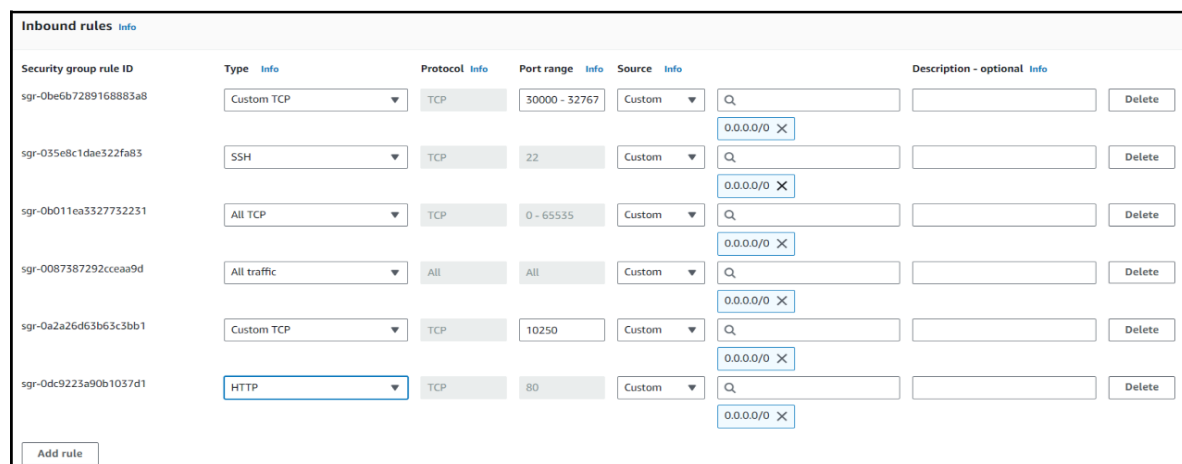 Inbound rules Info
Security group rule ID Type Info Protocol Info Port range Info Source Info Description - optional Info
sgr-0be6b7289168883a8 Custom TCP TCP 30000 - 32767 Custom Delete
0.0.0.0/0
sgr-035e8c1dae322fa83 SSH TCP 22 Custom Delete
0.0.0.0/0
sgr-0b011ea3327732231 All TCP TCP 0 - 65535 Custom Delete
0.0.0.0/0
sgr-0087387292cceaa9d All traffic All All Custom Delete
0.0.0.0/0
sgr-0a2a26d63b63c3bb1 Custom TCP TCP 10250 Custom Delete
0.0.0.0/0
sgr-0dc9223a90b1037d1 HTTP TCP 80 Custom Delete
0.0.0.0/0
Add rule